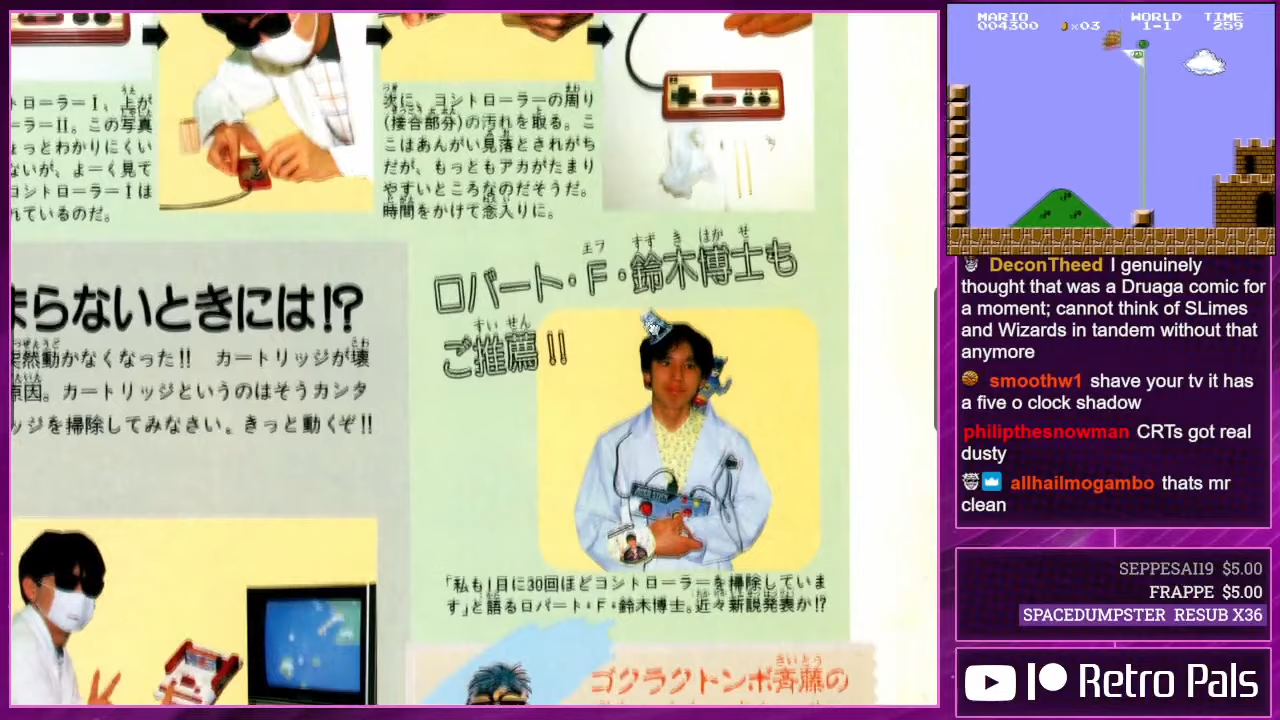 トローラーⅠ、上が
ーラーⅡ。この写真
ょっとわかりにくい
ないが、よーく見て
コントローラーⅠは
れているのだ。
次に、コントローラーの周り
(接合部分)の汚れを取る。こ
こはあんがい見落とされがち
だが、もっともアカがたまり
やすいところなのだそうだ。
時間をかけて念入りに。
まらないときには!?
突然動かなくなった!! カートリッジが壊
原因。カートリッジというのはそうカンタ
ッジを掃除してみなさい。きっと動くぞ!!
ロバート・F・鈴木博士も
ご推薦!!
「私も1日に30回ほどコントローラーを掃除していま
す」と語るロバート・F・鈴木博士。近々新説発表か!?
ゴクラクトンボ斉藤の
MARIO WORLD TIME
004300 ×03 1-1 259
DeconTheed I genuinely
thought that was a Druaga comic for
a moment; cannot think of SLimes
and Wizards in tandem without that
anymore
smoothw1 shave your tv it has
a five o clock shadow
philipthesnowman CRTs got real
dusty
allhailmogambo thats mr
clean
SEPPESAI19 $5.00
FRAPPE $5.00
SPACEDUMPSTER RESUB X36
Retro Pals